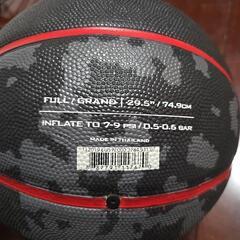 FULL / GRAND | 29.5" / 74.9cm
INFLATE TO 7-9 PSI / 0.5-0.6 BAR
MADE IN THAILAND